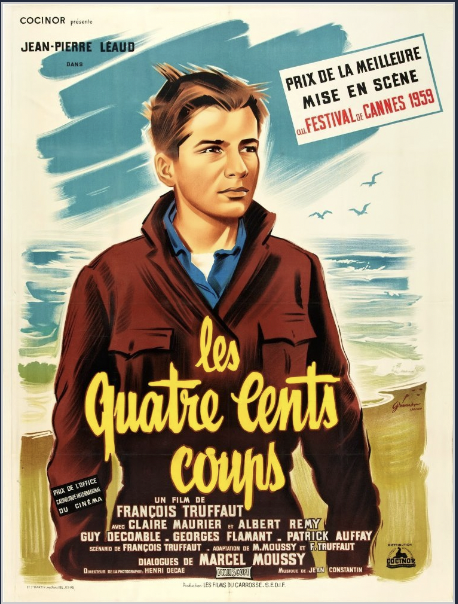 COCINOR présente
JEAN-PIERRE LÉAUD
DANS
PRIX DE LA MEILLEURE
MISE EN SCÈNE
AU FESTIVAL DE CANNES 1959
les
Quatre Cents
coups
PRIX DE L'OFFICE
CATHOLIQUE INTERNATIONAL
DU CINÉMA
UN FILM DE
FRANÇOIS TRUFFAUT
AVEC CLAIRE MAURIER ET ALBERT REMY
GUY DECOMBLE . GEORGES FLAMANT . PATRICK AUFFAY
SCÉNARIO DE FRANÇOIS TRUFFAUT . ADAPTATION DE M. MOUSSY ET F. TRUFFAUT
DIALOGUES DE MARCEL MOUSSY
DIRECTEUR DE LA PHOTOGRAPHIE: HENRI DECAE
MUSIQUE DE JEAN CONSTANTIN
PRODUCTION: LES FILMS DU CARROSSE. S.E.D.I.F.
DISTRIBUTION
COCINOR